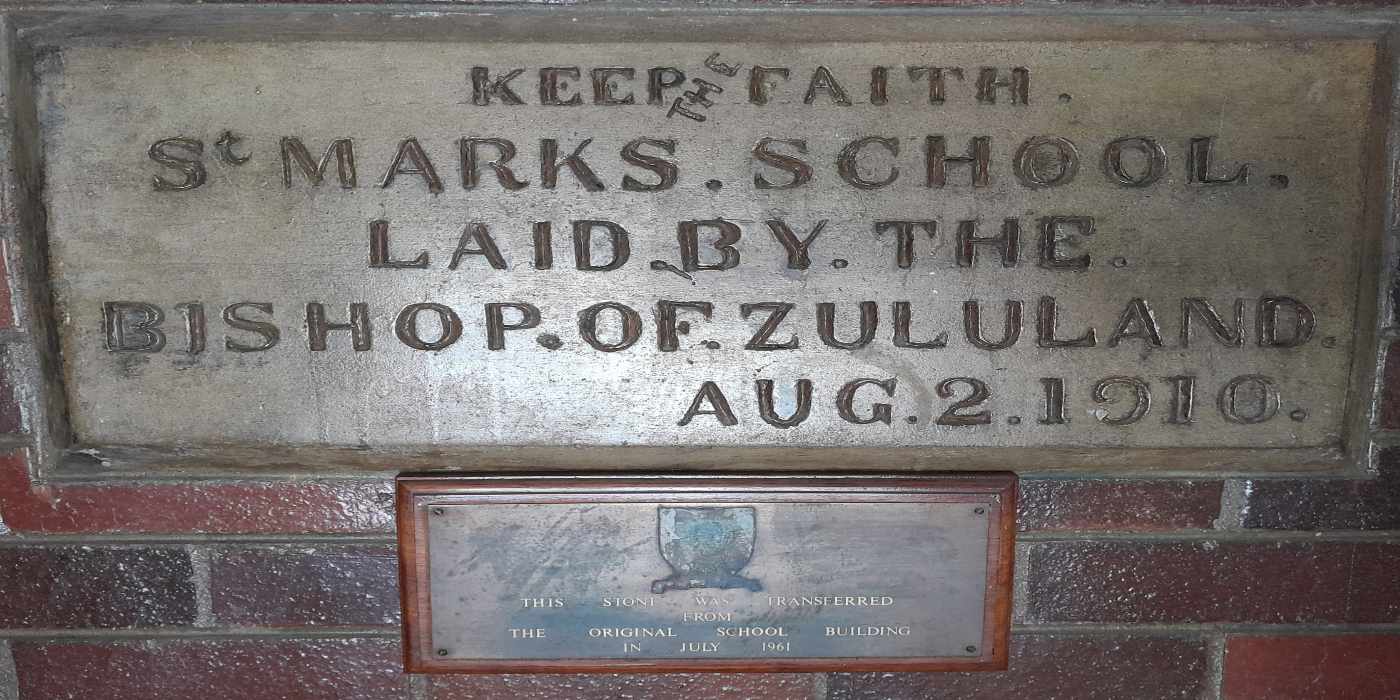 KEEP THE FAITH.
St MARKS. SCHOOL.
LAID. BY. THE.
BISHOP. OF. ZULULAND.
AUG. 2. 1910.
THIS STONE WAS TRANSFERRED
FROM
THE ORIGINAL SCHOOL BUILDING
IN JULY 1961